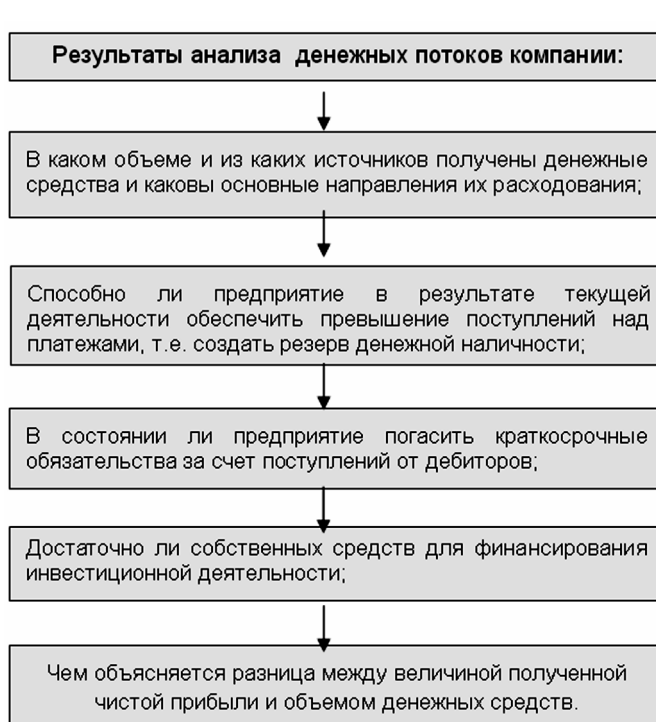 Результаты анализа денежных потоков компании:
В каком объеме и из каких источников получены денежные
средства и каковы основные направления их расходования;
Способно ли предприятие в результате текущей
деятельности обеспечить превышение поступлений над
платежами, т.е. создать резерв денежной наличности;
В состоянии ли предприятие погасить краткосрочные
обязательства за счет поступлений от дебиторов;
Достаточно ли собственных средств для финансирования
инвестиционной деятельности;
Чем объясняется разница между величиной полученной
чистой прибыли и объемом денежных средств.